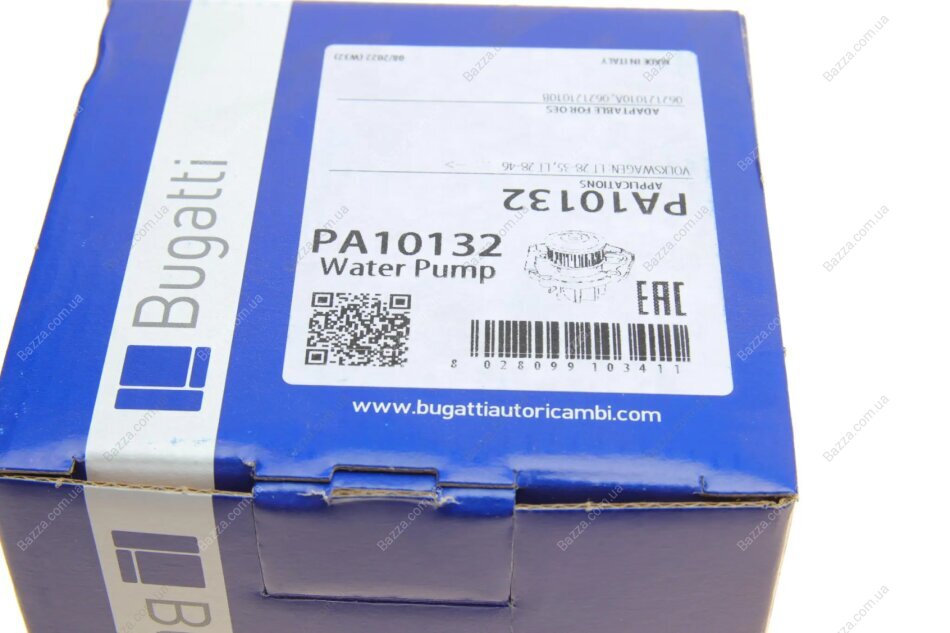 Bugatti
MADE IN ITALY
08/2022 (W32)
062121010A, 062121010B
ADAPTABLE FOR OES
VOLKSWAGEN: LT 28-35, LT 28-46
APPLICATIONS
PA10132
PA10132
Water Pump
EAC
8 028099 103411
www.bugattiautoricambi.com
Bu
Bazza.com.ua